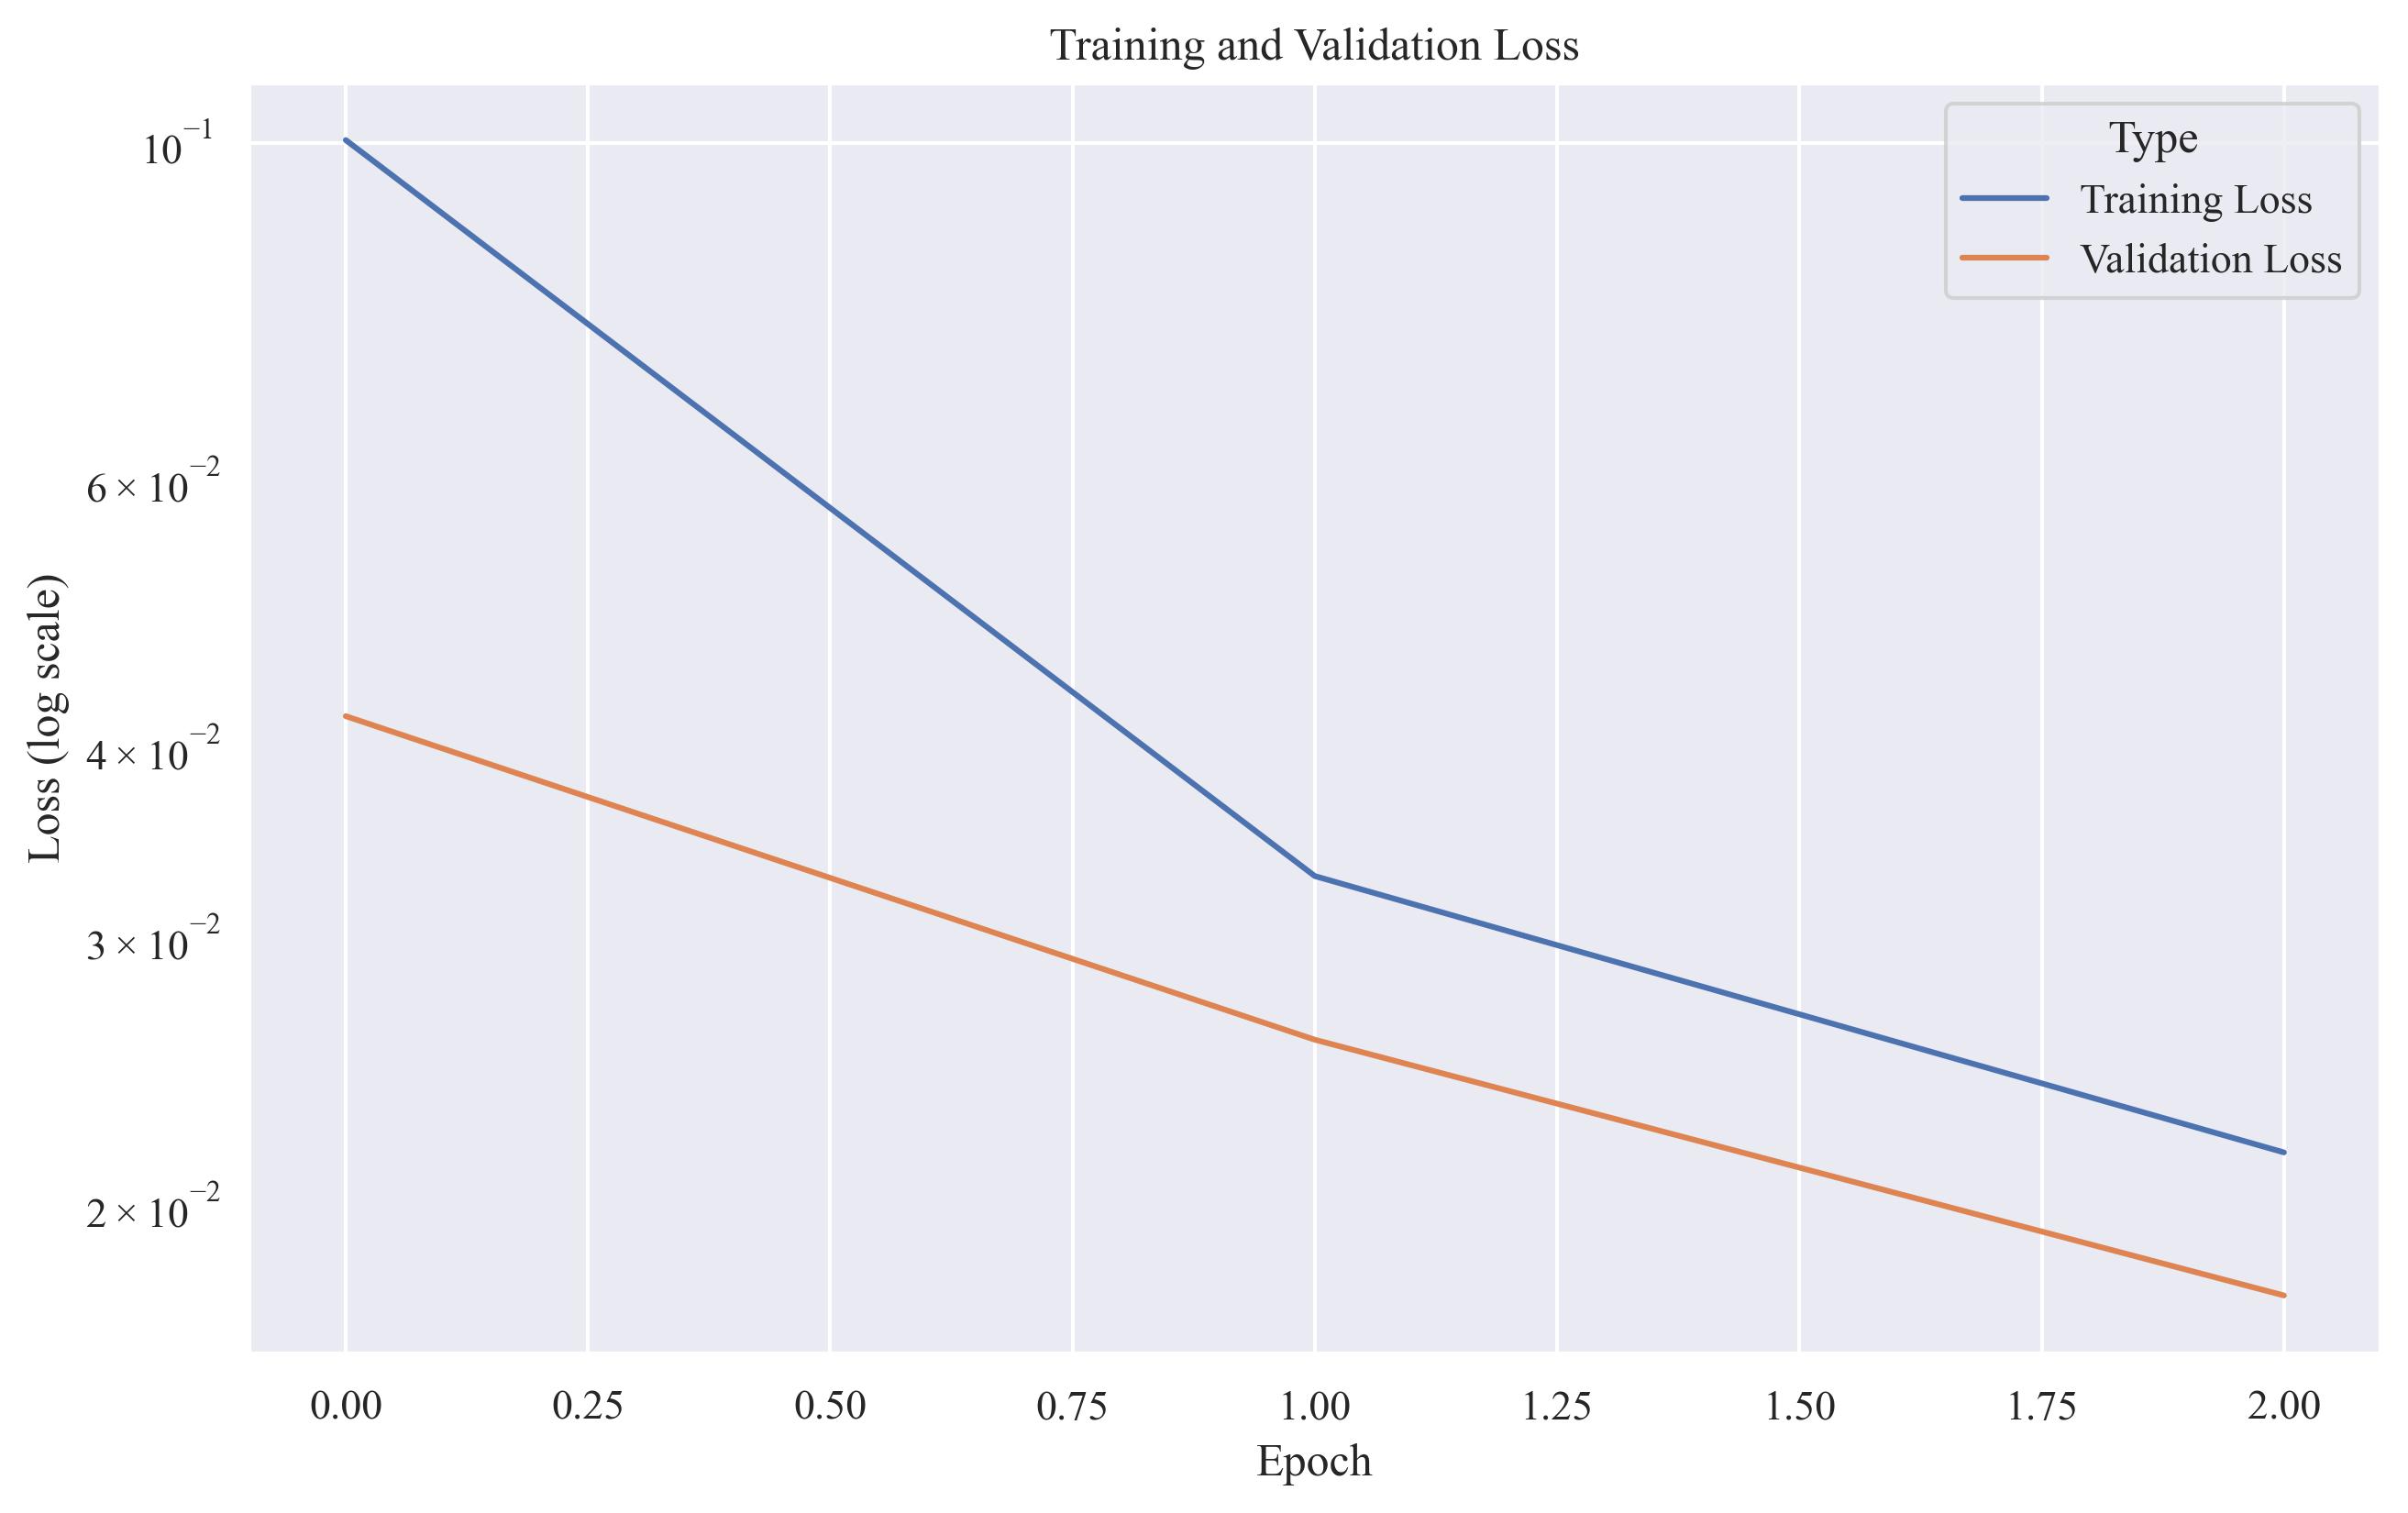 Training and Validation Loss
Type
Training Loss
Validation Loss
Loss (log scale)
10⁻¹
6 × 10⁻²
4 × 10⁻²
3 × 10⁻²
2 × 10⁻²
0.00 0.25 0.50 0.75 1.00 1.25 1.50 1.75 2.00
Epoch